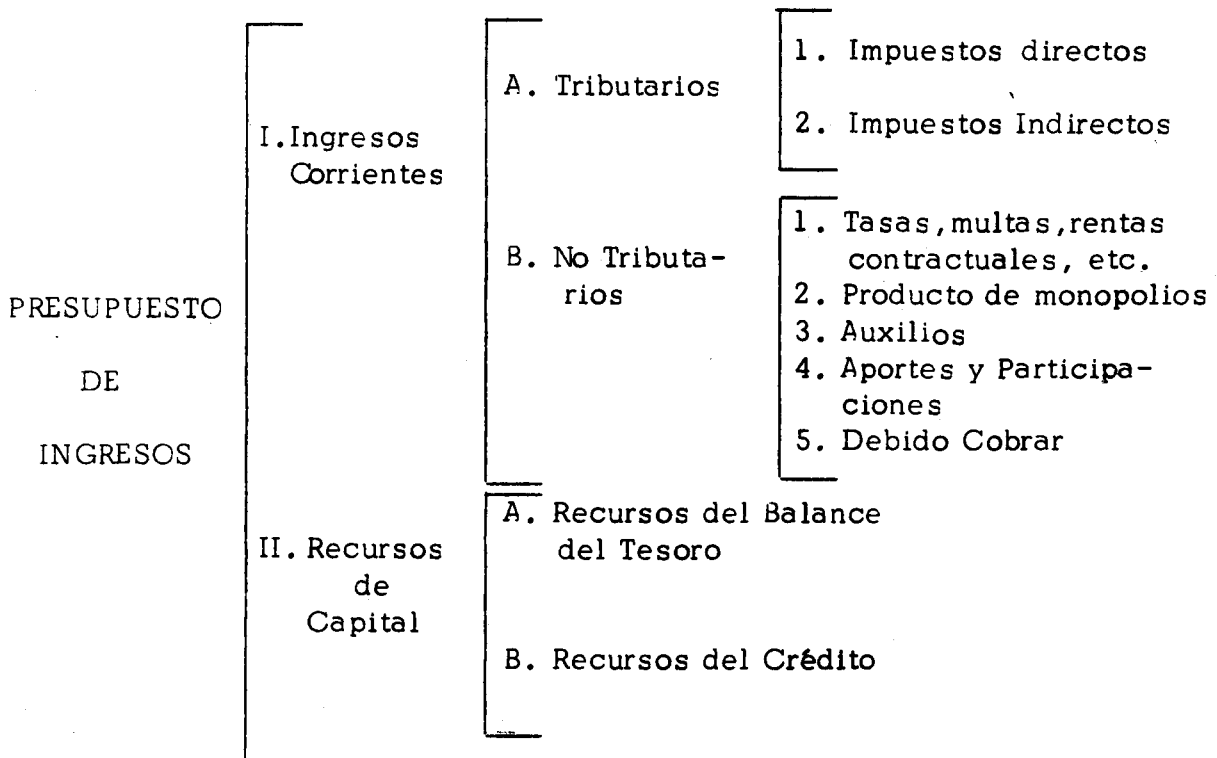 PRESUPUESTO
DE
INGRESOS
I. Ingresos
Corrientes
A. Tributarios
1. Impuestos directos
2. Impuestos Indirectos
B. No Tributa-
rios
1. Tasas, multas, rentas
contractuales, etc.
2. Producto de monopolios
3. Auxilios
4. Aportes y Participa-
ciones
5. Debido Cobrar
II. Recursos
de
Capital
A. Recursos del Balance
del Tesoro
B. Recursos del Crédito